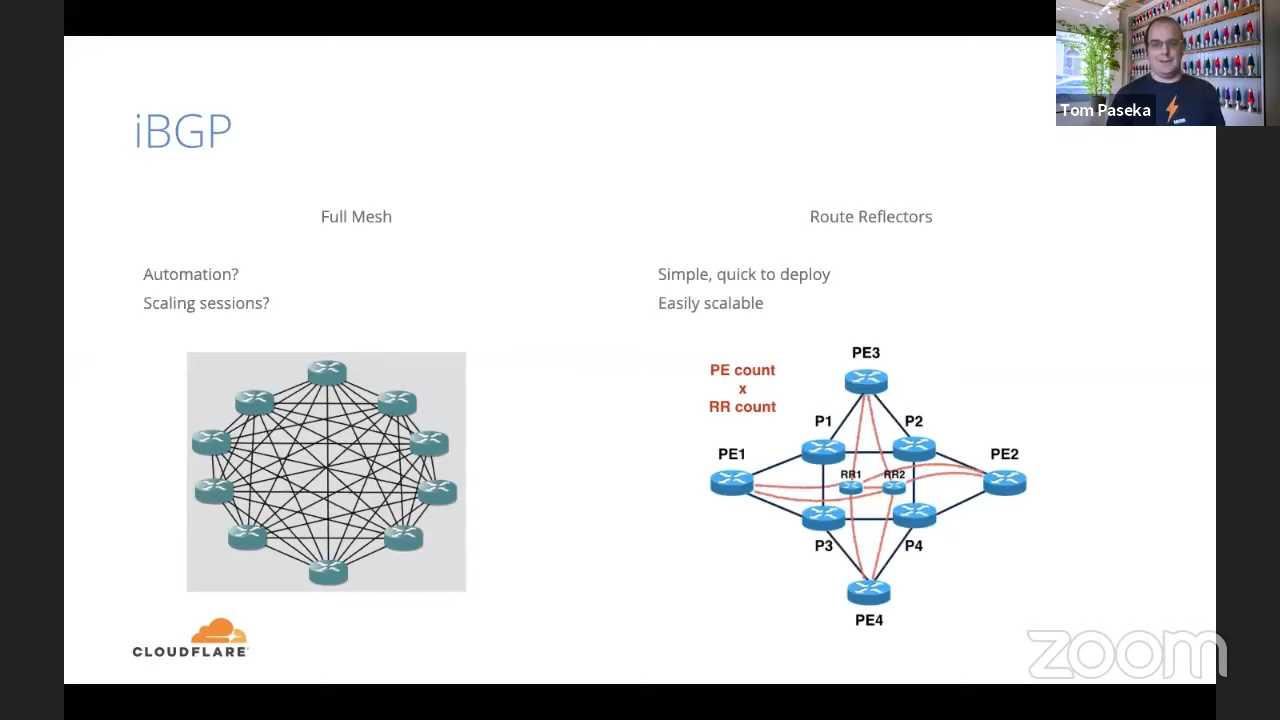 Tom Paseka
iBGP
Full Mesh
Automation?
Scaling sessions?
Route Reflectors
Simple, quick to deploy
Easily scalable
PE count
x
RR count
PE3
P1
P2
PE1
PE2
RR1
RR2
P3
P4
PE4
CLOUDFLARE
zoom